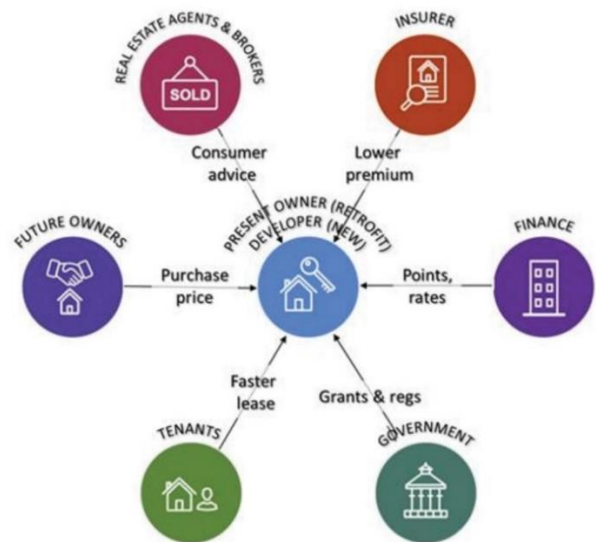 REAL ESTATE AGENTS & BROKERS
INSURER
SOLD
Consumer
advice
Lower
premium
PRESENT OWNER (RETROFIT)
DEVELOPER (NEW)
FUTURE OWNERS
FINANCE
Purchase
price
Points,
rates
Faster
lease
Grants & regs
TENANTS
GOVERNMENT